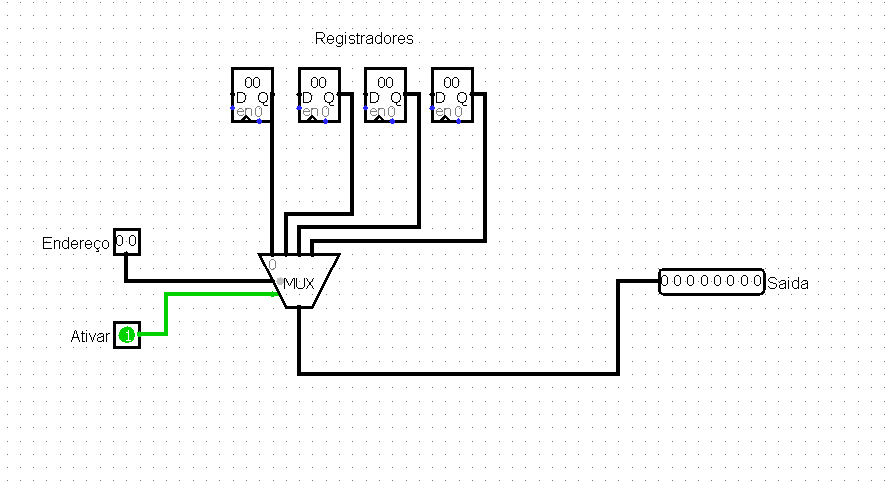 Registradores
00 00 00 00
D Q D Q D Q D Q
en 0 en 0 en 0 en 0
Endereço 0 0
0
MUX
0 0 0 0 0 0 0 0 Saida
Ativar 1